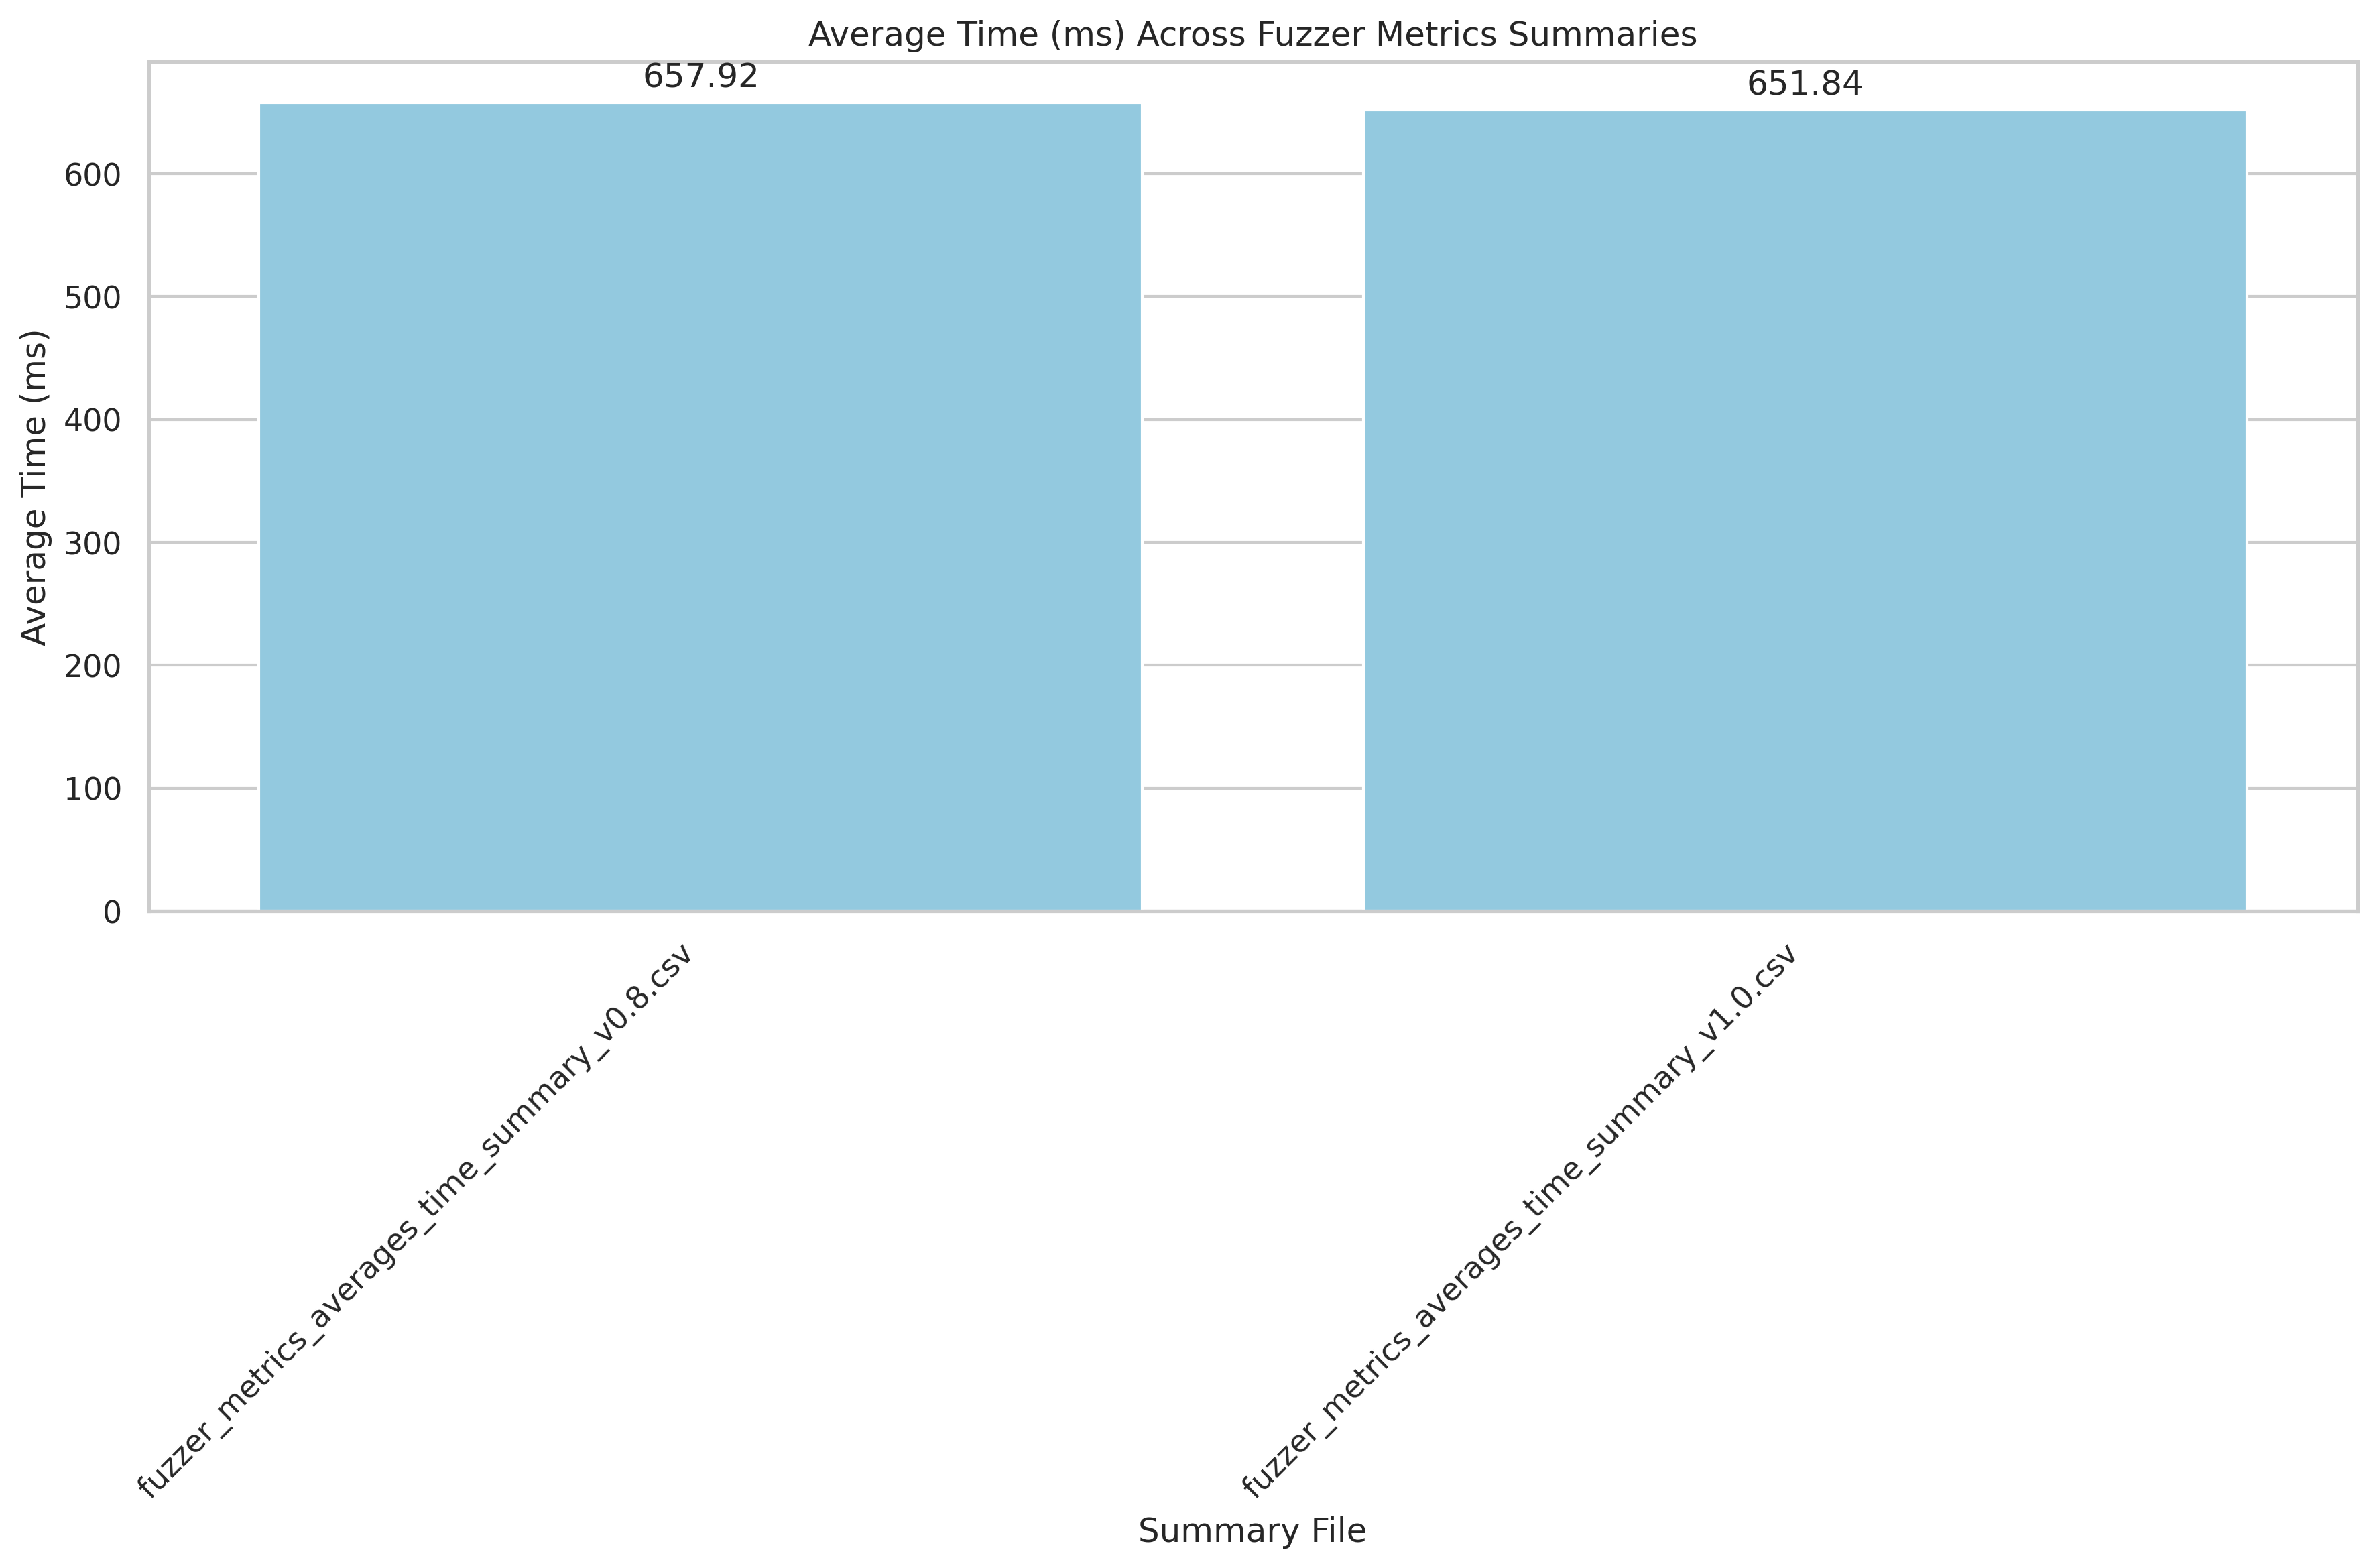 Average Time (ms) Across Fuzzer Metrics Summaries
657.92
651.84
Average Time (ms)
600
500
400
300
200
100
0
fuzzer_metrics_averages_time_summary_v0.8.csv
fuzzer_metrics_averages_time_summary_v1.0.csv
Summary File